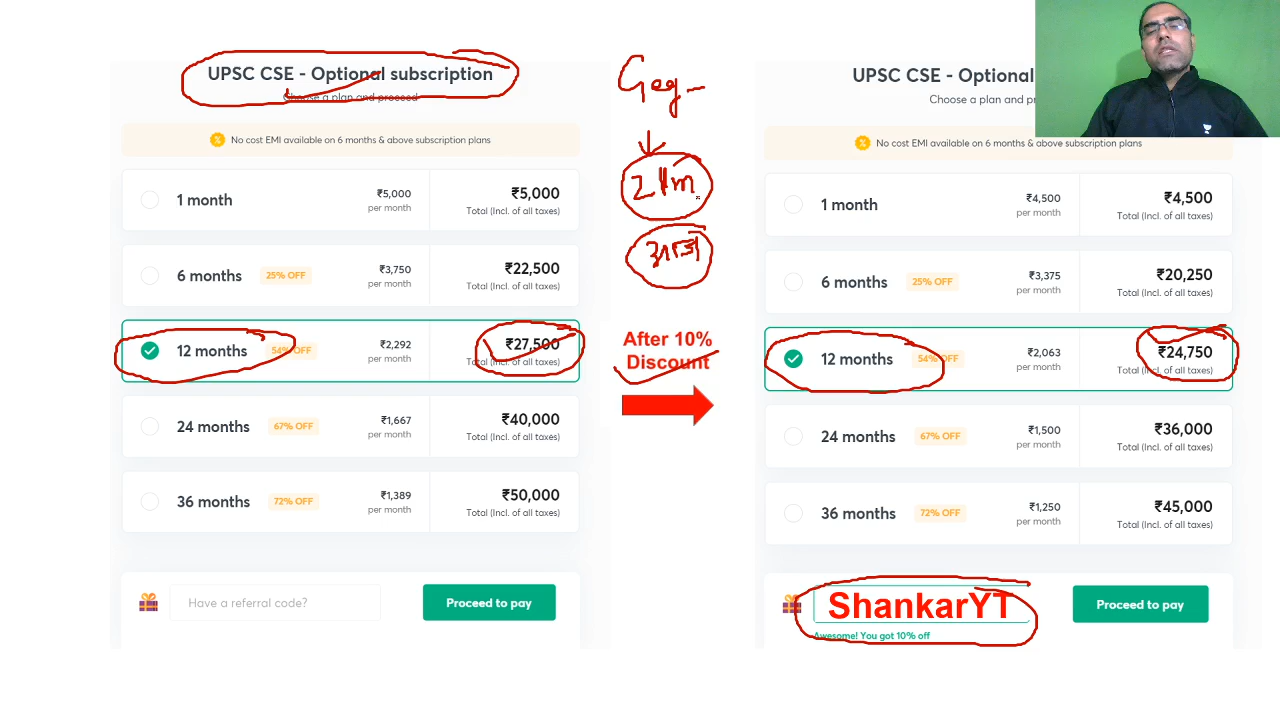 UPSC CSE - Optional subscription
Choose a plan and proceed
No cost EMI available on 6 months & above subscription plans
1 month
₹5,000
per month
₹5,000
Total (Incl. of all taxes)
6 months
25% OFF
₹3,750
per month
₹22,500
Total (Incl. of all taxes)
12 months
54% OFF
₹2,292
per month
₹27,500
Total (Incl. of all taxes)
24 months
67% OFF
₹1,667
per month
₹40,000
Total (Incl. of all taxes)
36 months
72% OFF
₹1,389
per month
₹50,000
Total (Incl. of all taxes)
Have a referral code?
Proceed to pay
24m
After 10%
Discount
UPSC CSE - Optional
Choose a plan and pr
No cost EMI available on 6 months & above subscription plans
1 month
₹4,500
per month
₹4,500
Total (Incl. of all taxes)
6 months
25% OFF
₹3,375
per month
₹20,250
Total (Incl. of all taxes)
12 months
54% OFF
₹2,063
per month
₹24,750
Total (Incl. of all taxes)
24 months
67% OFF
₹1,500
per month
₹36,000
Total (Incl. of all taxes)
36 months
72% OFF
₹1,250
per month
₹45,000
Total (Incl. of all taxes)
ShankarYT
Awesome! You got 10% off
Proceed to pay